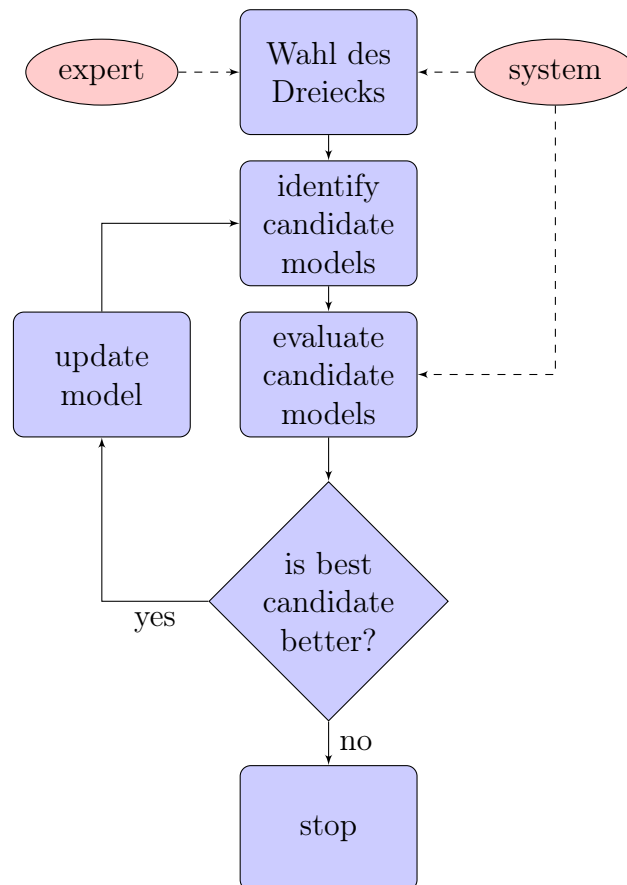 expert
Wahl des
Dreiecks
system
identify
candidate
models
update
model
evaluate
candidate
models
is best
candidate
better?
yes
no
stop